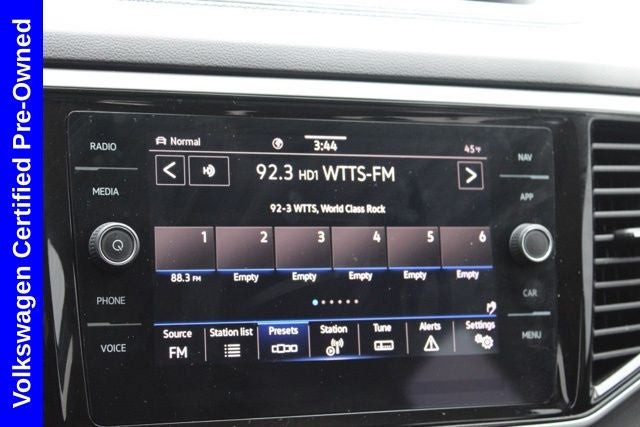 Volkswagen Certified Pre-Owned
RADIO
MEDIA
PHONE
VOICE
Normal
3:44
45°F
92.3 HD1 WTTS-FM
92-3 WTTS, World Class Rock
1 2 3 4 5 6
88.3 FM Empty Empty Empty Empty Empty
Source Station list Presets Station Tune Alerts Settings
FM
NAV
APP
CAR
MENU